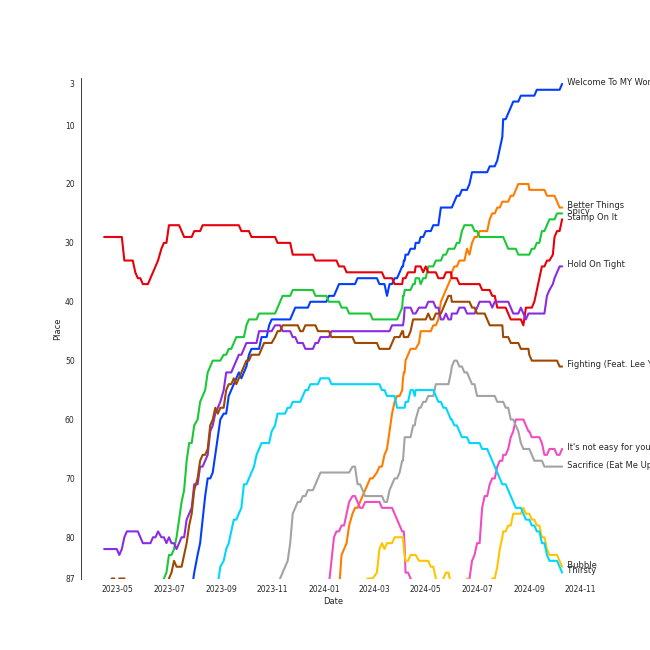 3
10
20
30
40
50
60
70
80
87
Place
2023-05
2023-07
2023-09
2023-11
2024-01
2024-03
2024-05
2024-07
2024-09
2024-11
Date
Welcome To MY Wor
Better Things
Spicy
Stamp On It
Hold On Tight
Fighting (Feat. Lee Y
It's not easy for you
Sacrifice (Eat Me Up
Bubble
Thirsty